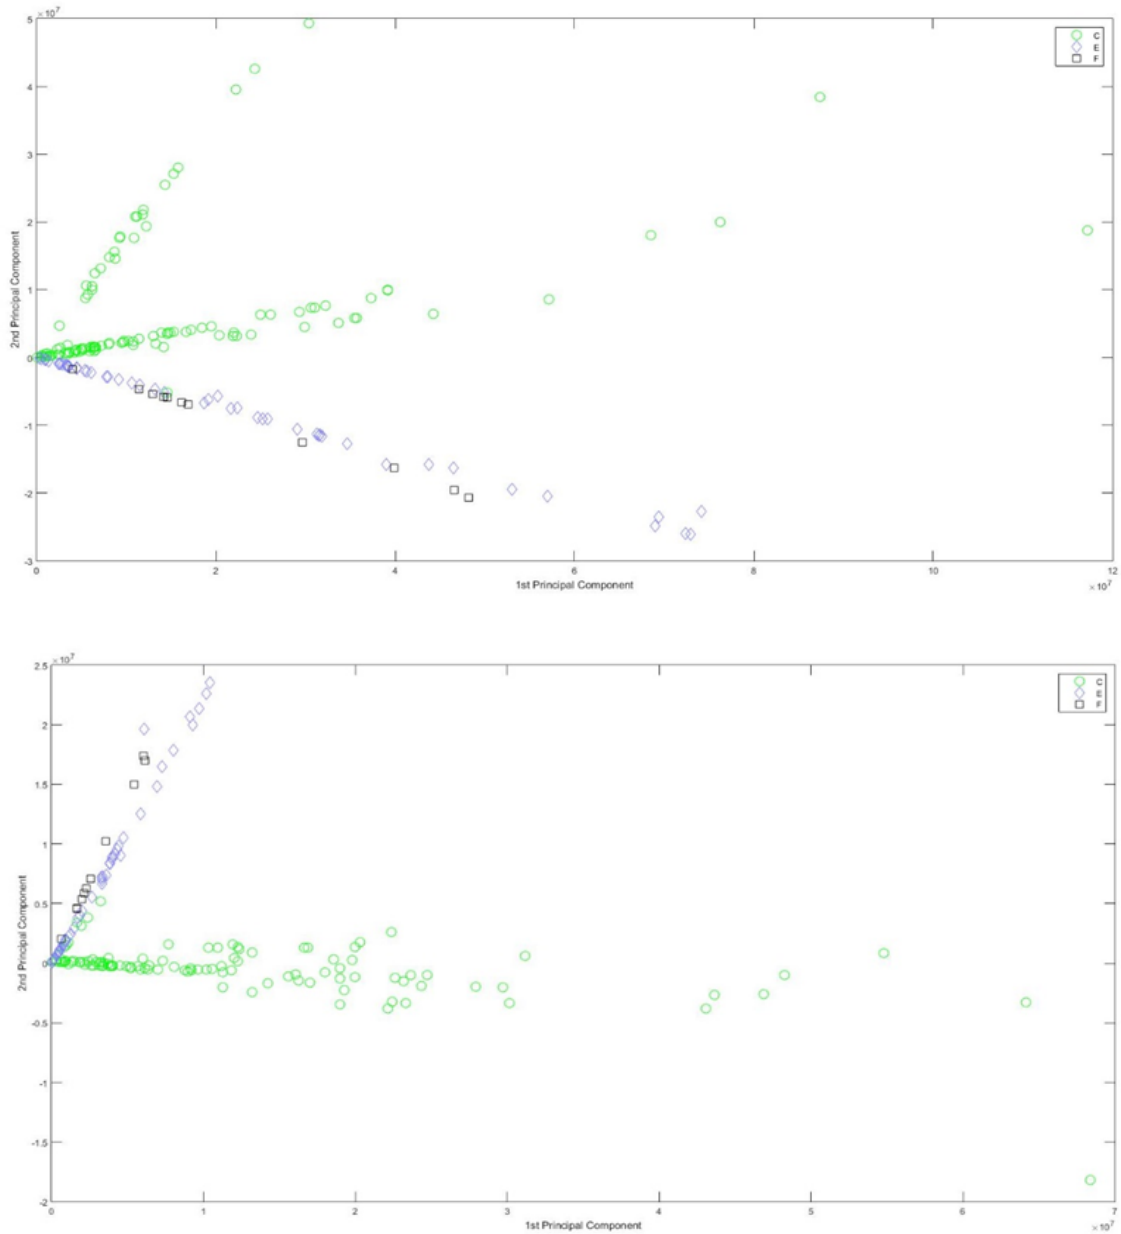 ×10⁷
5
4
3
2
1
0
-1
-2
-3
2nd Principal Component
C
E
F
0 2 4 6 8 10 12
1st Principal Component
×10⁷
×10⁷
2.5
2
1.5
1
0.5
0
-0.5
-1
-1.5
-2
2nd Principal Component
C
E
F
0 1 2 3 4 5 6 7
1st Principal Component
×10⁷